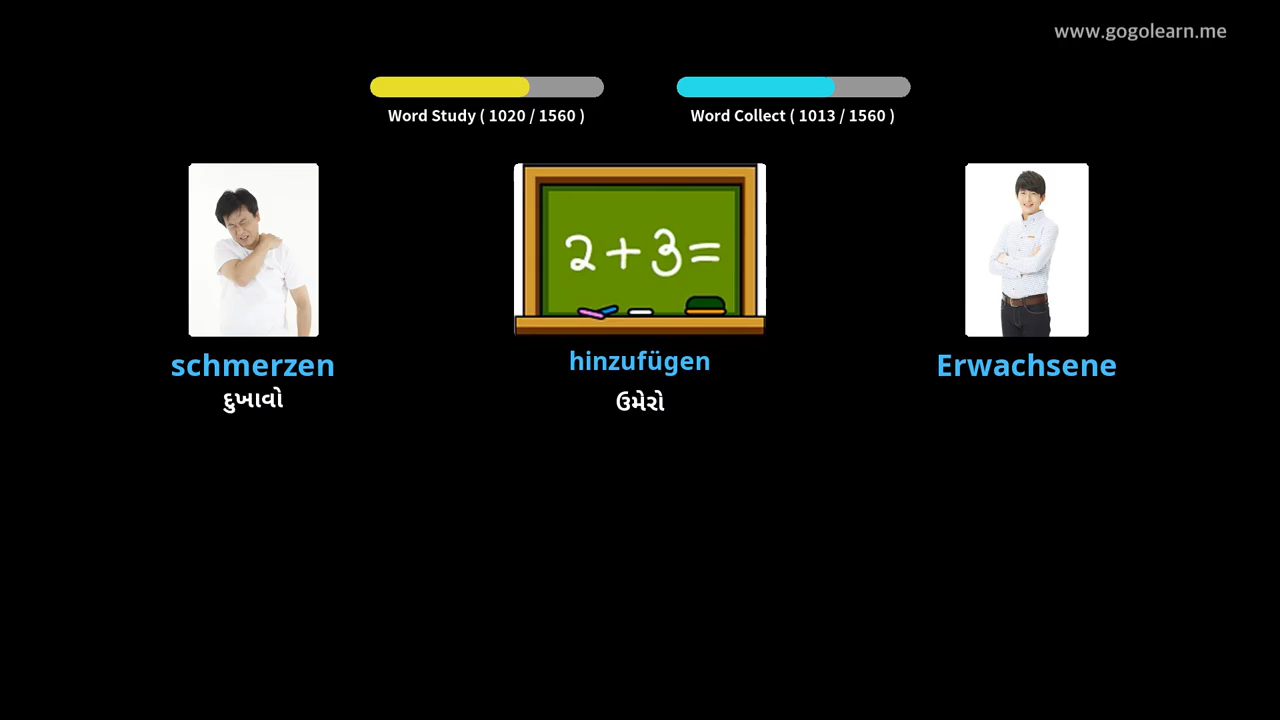 www.gogolearn.me
Word Study ( 1020 / 1560 )
Word Collect ( 1013 / 1560 )
2+3=
schmerzen
hinzufügen
Erwachsene
દુખાવો
ઉમેરો